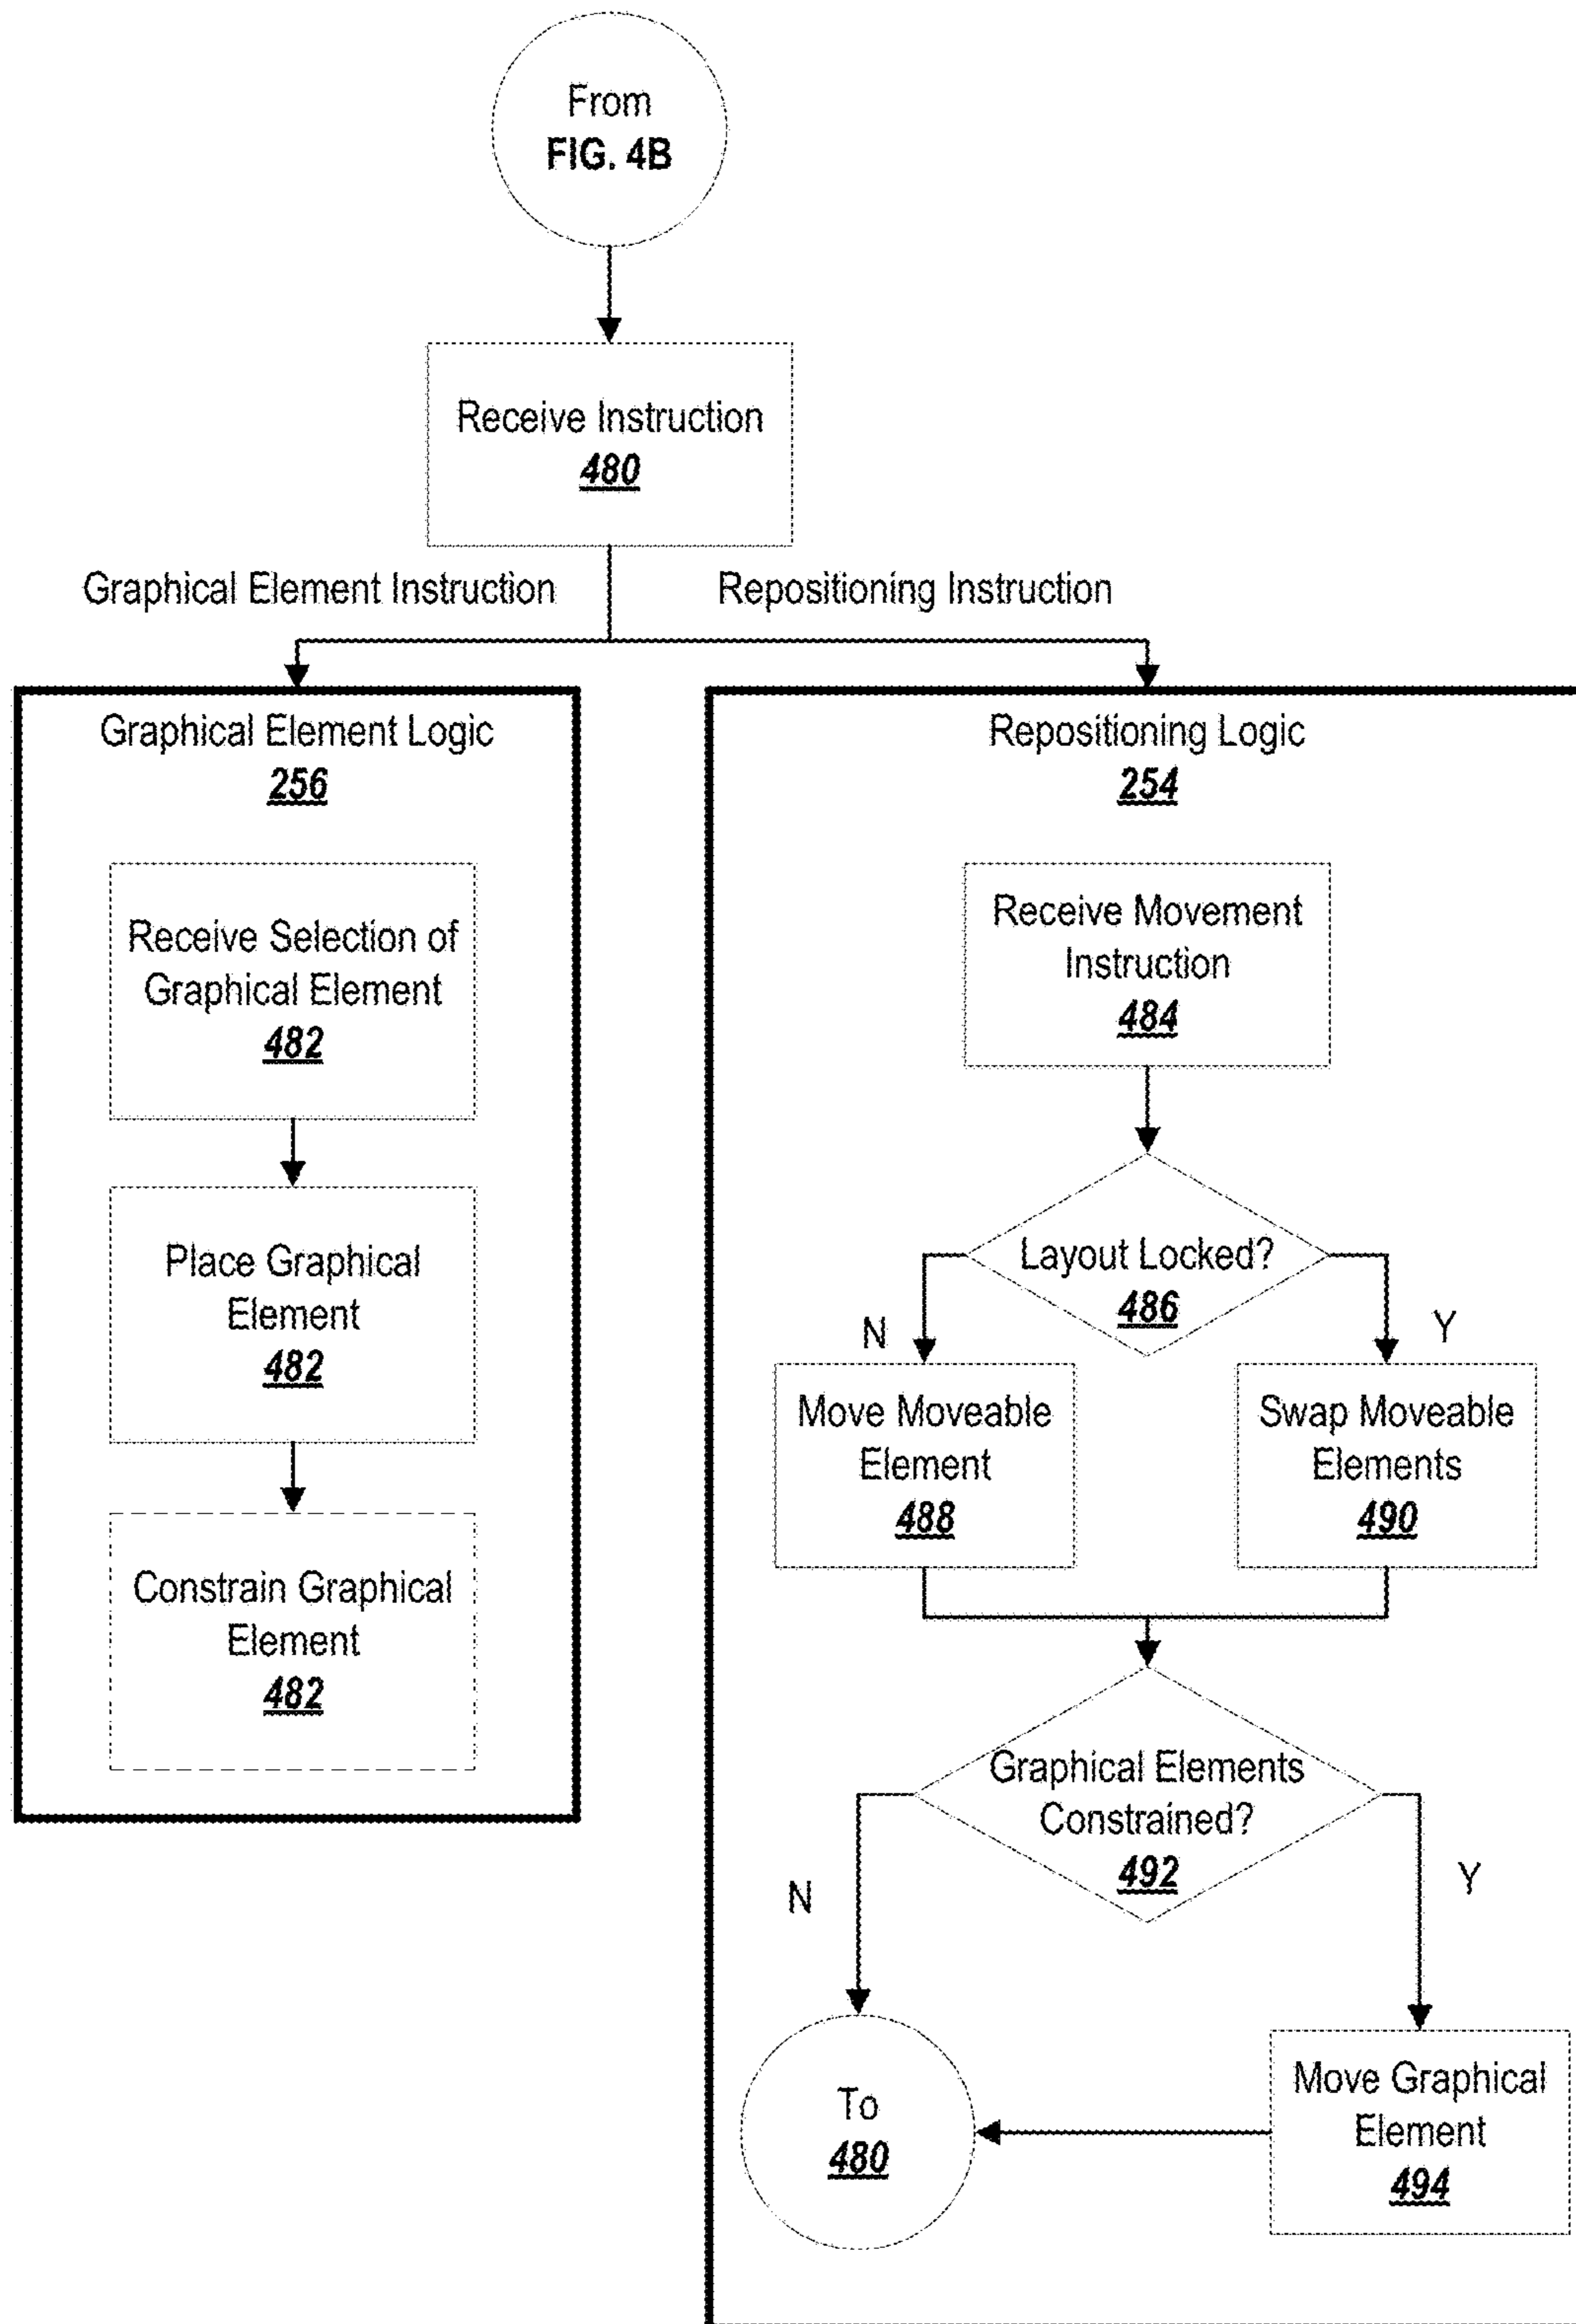 From
FIG. 4B
Receive Instruction
480
Graphical Element Instruction
Repositioning Instruction
Graphical Element Logic
256
Receive Selection of
Graphical Element
482
Place Graphical
Element
482
Constrain Graphical
Element
482
Repositioning Logic
254
Receive Movement
Instruction
484
Layout Locked?
486
N
Y
Move Moveable
Element
488
Swap Moveable
Elements
490
Graphical Elements
Constrained?
492
N
Y
To
480
Move Graphical
Element
494